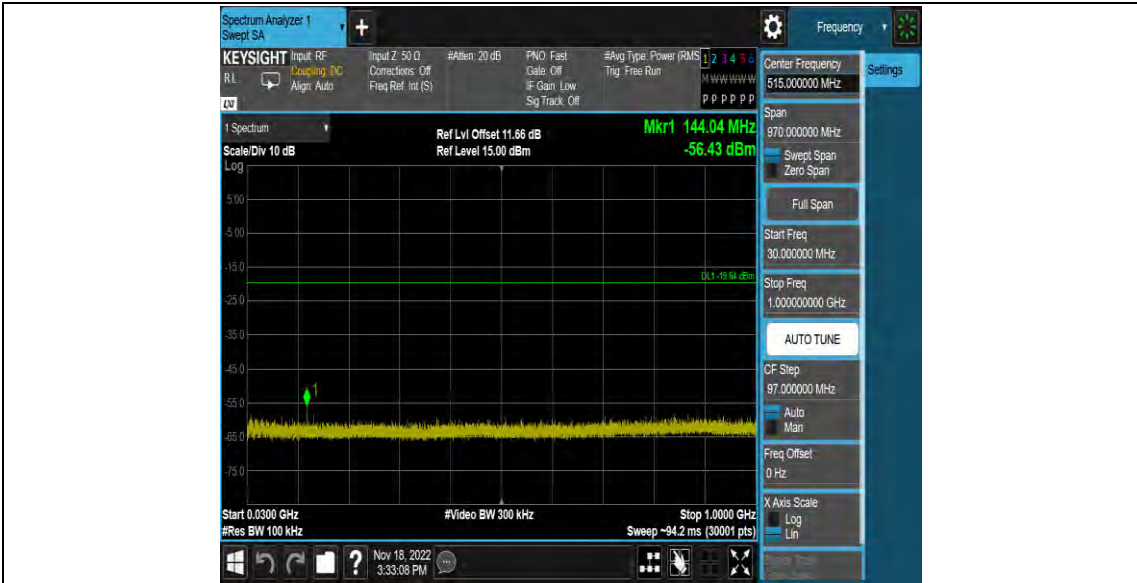 Spectrum Analyzer 1
Swept SA
+
Frequency
KEYSIGHT Input: RF Input Z: 50 Ω #Atten: 20 dB PNO: Fast #Avg Type: Power (RMS 1 2 3 4 5 6
RL Coupling: DC Corrections: Off Gate: Off Trig: Free Run M W W W W W
Align: Auto Freq Ref: Int (S) IF Gain: Low
LXI Sig Track: Off P P P P P P
1 Spectrum
Ref Lvl Offset 11.66 dB Mkr1 144.04 MHz
Scale/Div 10 dB Ref Level 15.00 dBm -56.43 dBm
Log
5.00
-5.00
-15.0
DL1 -19.64 dBm
-25.0
-35.0
-45.0
1
-55.0
-65.0
-75.0
Start 0.0300 GHz #Video BW 300 kHz Stop 1.0000 GHz
#Res BW 100 kHz Sweep ~94.2 ms (30001 pts)
? Nov 18, 2022
3:33:08 PM
Center Frequency
515.000000 MHz
Settings
Span
970.000000 MHz
Swept Span
Zero Span
Full Span
Start Freq
30.000000 MHz
Stop Freq
1.000000000 GHz
AUTO TUNE
CF Step
97.000000 MHz
Auto
Man
Freq Offset
0 Hz
X Axis Scale
Log
Lin